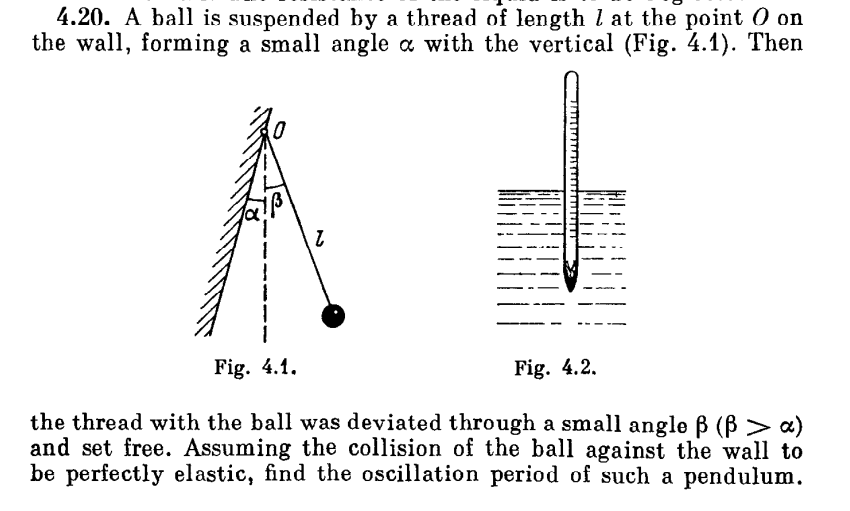 4.20. A ball is suspended by a thread of length l at the point O on
the wall, forming a small angle α with the vertical (Fig. 4.1). Then
O
α
β
l
Fig. 4.1.
Fig. 4.2.
the thread with the ball was deviated through a small angle β (β > α)
and set free. Assuming the collision of the ball against the wall to
be perfectly elastic, find the oscillation period of such a pendulum.